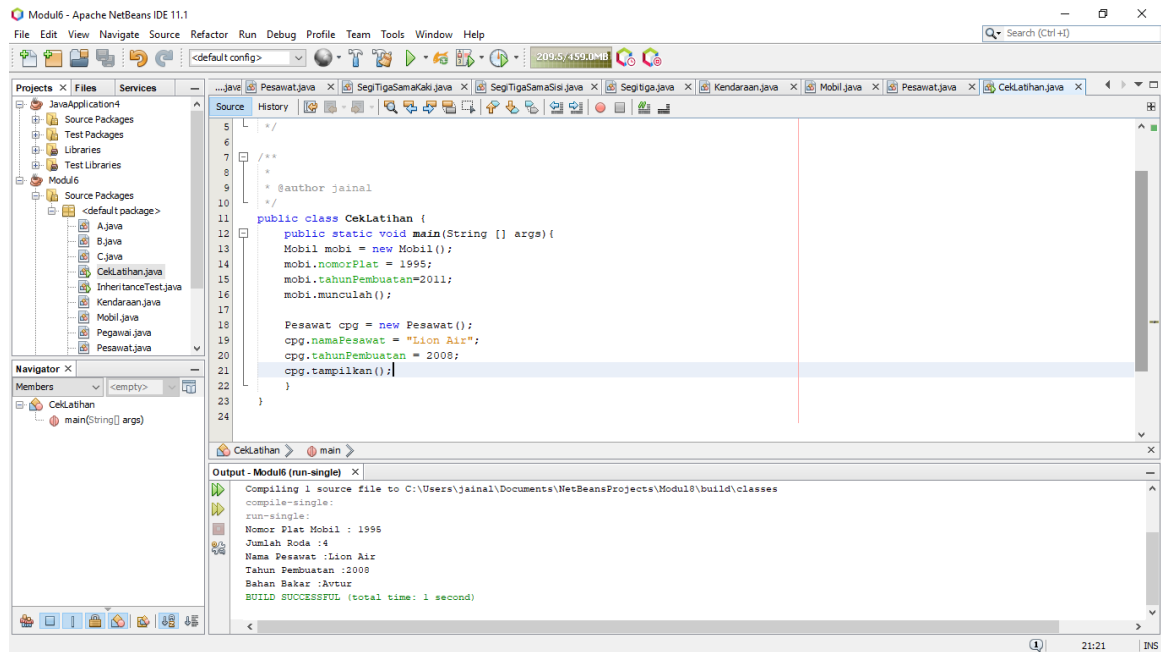 Modul6 - Apache NetBeans IDE 11.1
File Edit View Navigate Source Refactor Run Debug Profile Team Tools Window Help
Search (Ctrl+I)
<default config>
209.5/459.0MB
Projects Files Services
JavaApplication4
Source Packages
Test Packages
Libraries
Test Libraries
Modul6
Source Packages
<default package>
A.java
B.java
C.java
CekLatihan.java
InheritanceTest.java
Kendaraan.java
Mobil.java
Pegawai.java
Pesawat.java
Navigator
Members <empty>
CekLatihan
main(String[] args)
....java Pesawat.java SegiTigaSamaKaki.java SegiTigaSamaSisi.java Segitiga.java Kendaraan.java Mobil.java Pesawat.java CekLatihan.java
Source History
5 */
6
7 /**
8 *
9 * @author jainal
10 */
11 public class CekLatihan {
12 public static void main(String [] args){
13 Mobil mobi = new Mobil();
14 mobi.nomorPlat = 1995;
15 mobi.tahunPembuatan=2011;
16 mobi.munculah();
17
18 Pesawat cpg = new Pesawat();
19 cpg.namaPesawat = "Lion Air";
20 cpg.tahunPembuatan = 2008;
21 cpg.tampilkan();
22 }
23 }
24
CekLatihan main
Output - Modul6 (run-single)
Compiling 1 source file to C:\Users\jainal\Documents\NetBeansProjects\Modul8\build\classes
compile-single:
run-single:
Nomor Plat Mobil : 1995
Jumlah Roda :4
Nama Pesawat :Lion Air
Tahun Pembuatan :2008
Bahan Bakar :Avtur
BUILD SUCCESSFUL (total time: 1 second)
1 21:21 INS